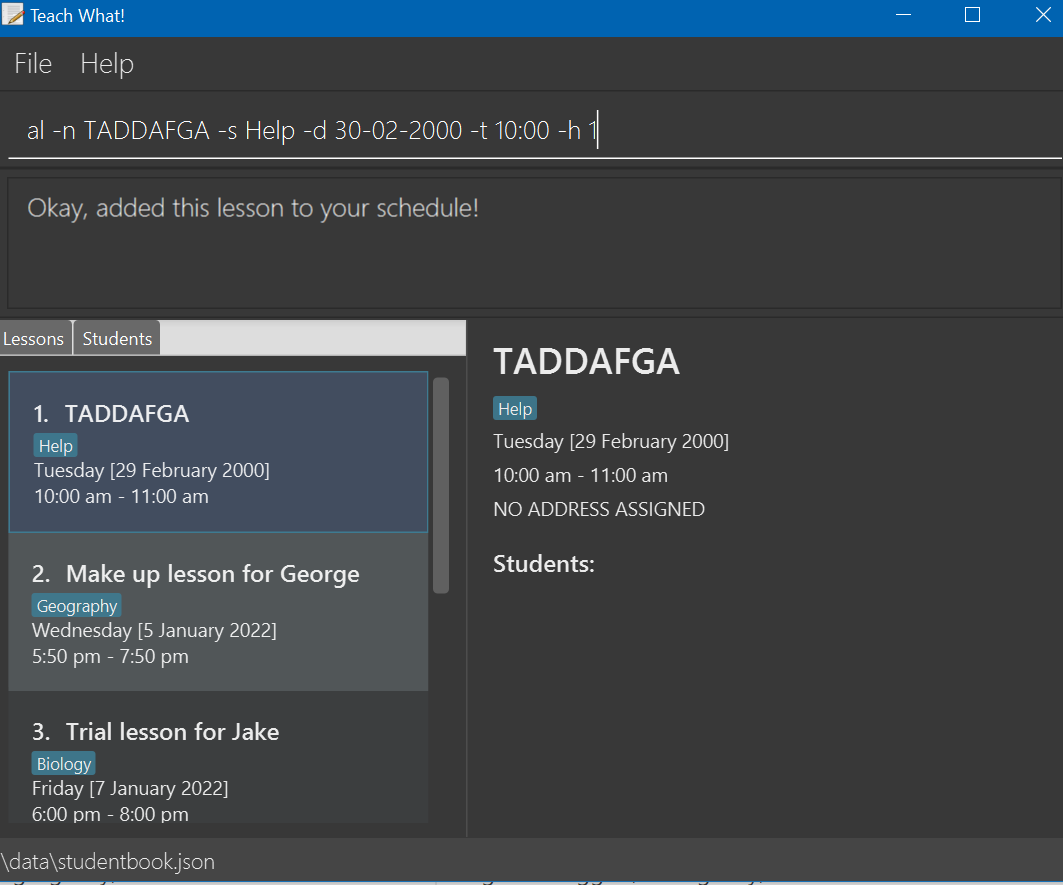 Teach What!
File Help
al -n TADDAFGA -s Help -d 30-02-2000 -t 10:00 -h 1
Okay, added this lesson to your schedule!
Lessons Students
1. TADDAFGA
Help
Tuesday [29 February 2000]
10:00 am - 11:00 am
2. Make up lesson for George
Geography
Wednesday [5 January 2022]
5:50 pm - 7:50 pm
3. Trial lesson for Jake
Biology
Friday [7 January 2022]
6:00 pm - 8:00 pm
TADDAFGA
Help
Tuesday [29 February 2000]
10:00 am - 11:00 am
NO ADDRESS ASSIGNED
Students:
\data\studentbook.json